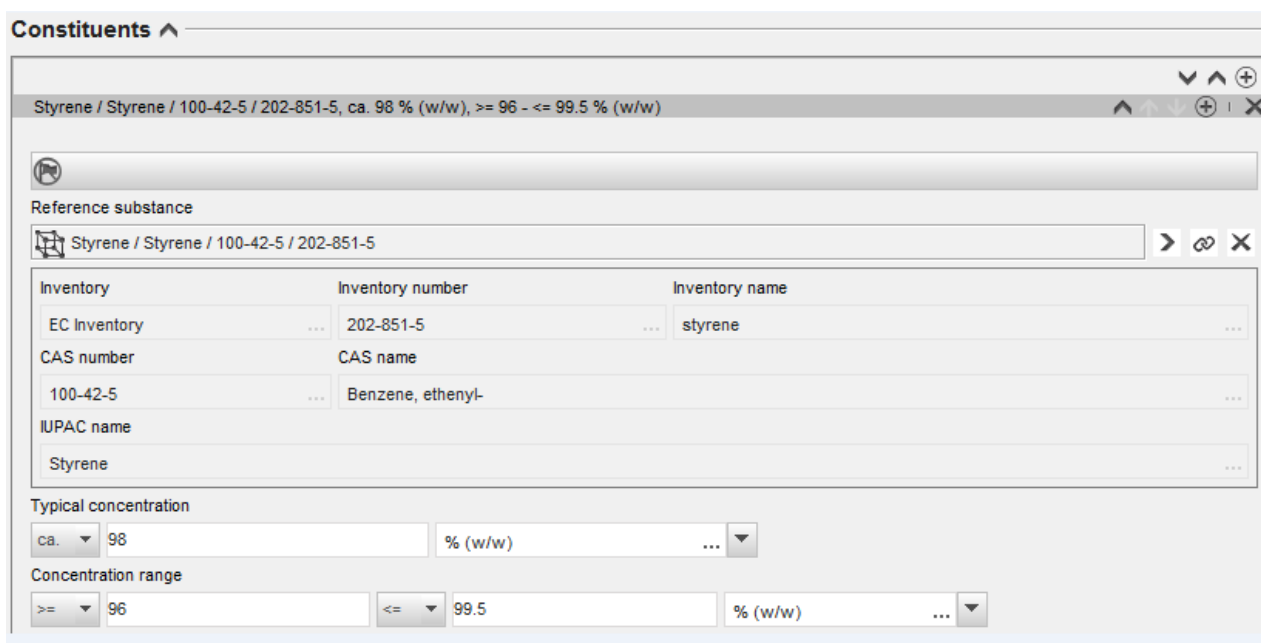 Constituents
Styrene / Styrene / 100-42-5 / 202-851-5, ca. 98 % (w/w), >= 96 - <= 99.5 % (w/w)
Reference substance
Styrene / Styrene / 100-42-5 / 202-851-5
Inventory Inventory number Inventory name
EC Inventory ... 202-851-5 ... styrene ...
CAS number CAS name
100-42-5 ... Benzene, ethenyl- ...
IUPAC name
Styrene ...
Typical concentration
ca. 98 % (w/w) ...
Concentration range
>= 96 <= 99.5 % (w/w) ...